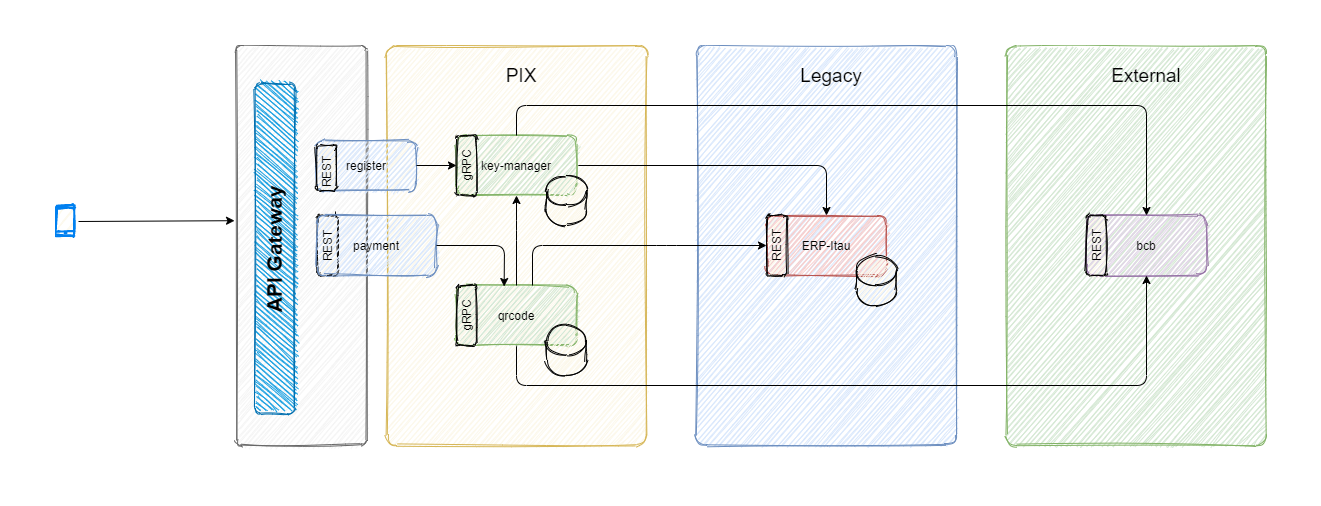 PIX
Legacy
External
API Gateway
REST
register
gRPC
key-manager
REST
payment
gRPC
qrcode
REST
ERP-Itau
REST
bcb